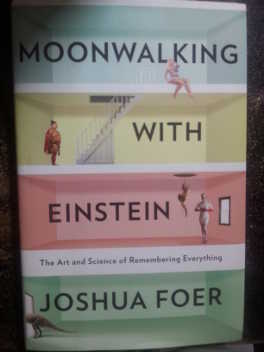 MOONWALKING
WITH
EINSTEIN
The Art and Science of Remembering Everything
JOSHUA FOER